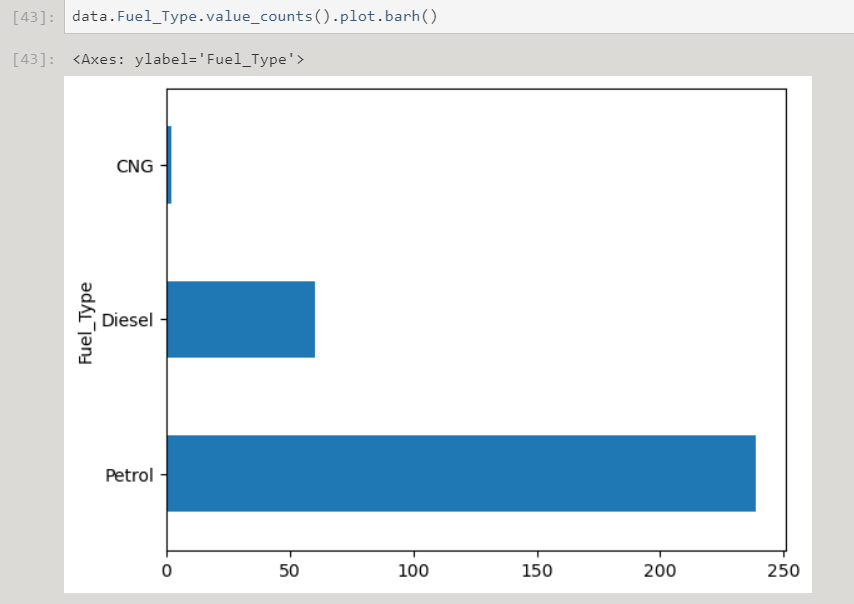 [43]: data.Fuel_Type.value_counts().plot.barh()
[43]: <Axes: ylabel='Fuel_Type'>
CNG
Diesel
Petrol
Fuel_Type
0 50 100 150 200 250